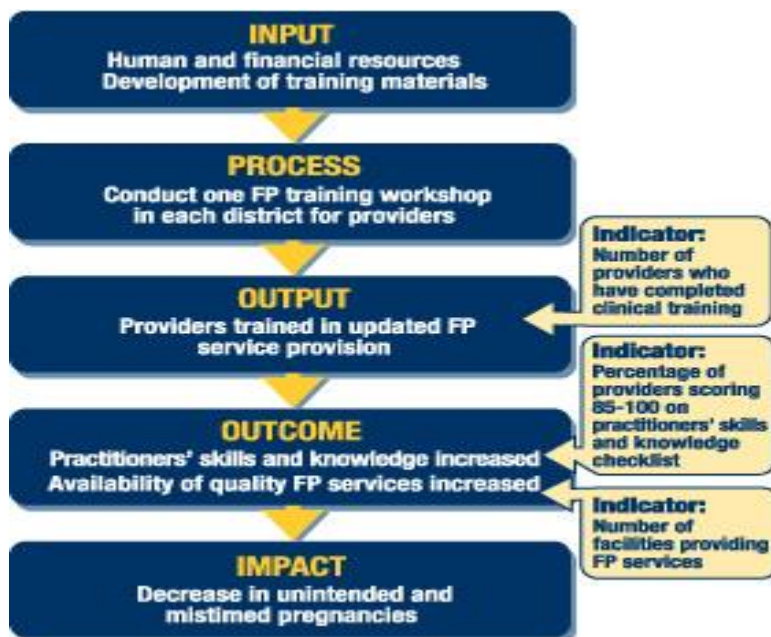 INPUT
Human and financial resources
Development of training materials
PROCESS
Conduct one FP training workshop
in each district for providers
OUTPUT
Providers trained in updated FP
service provision
Indicator:
Number of
providers who
have completed
clinical training
OUTCOME
Practitioners' skills and knowledge increased
Availability of quality FP services increased
Indicator:
Percentage of
providers scoring
85-100 on
practitioners' skills
and knowledge
checklist
Indicator:
Number of
facilities providing
FP services
IMPACT
Decrease in unintended and
mistimed pregnancies